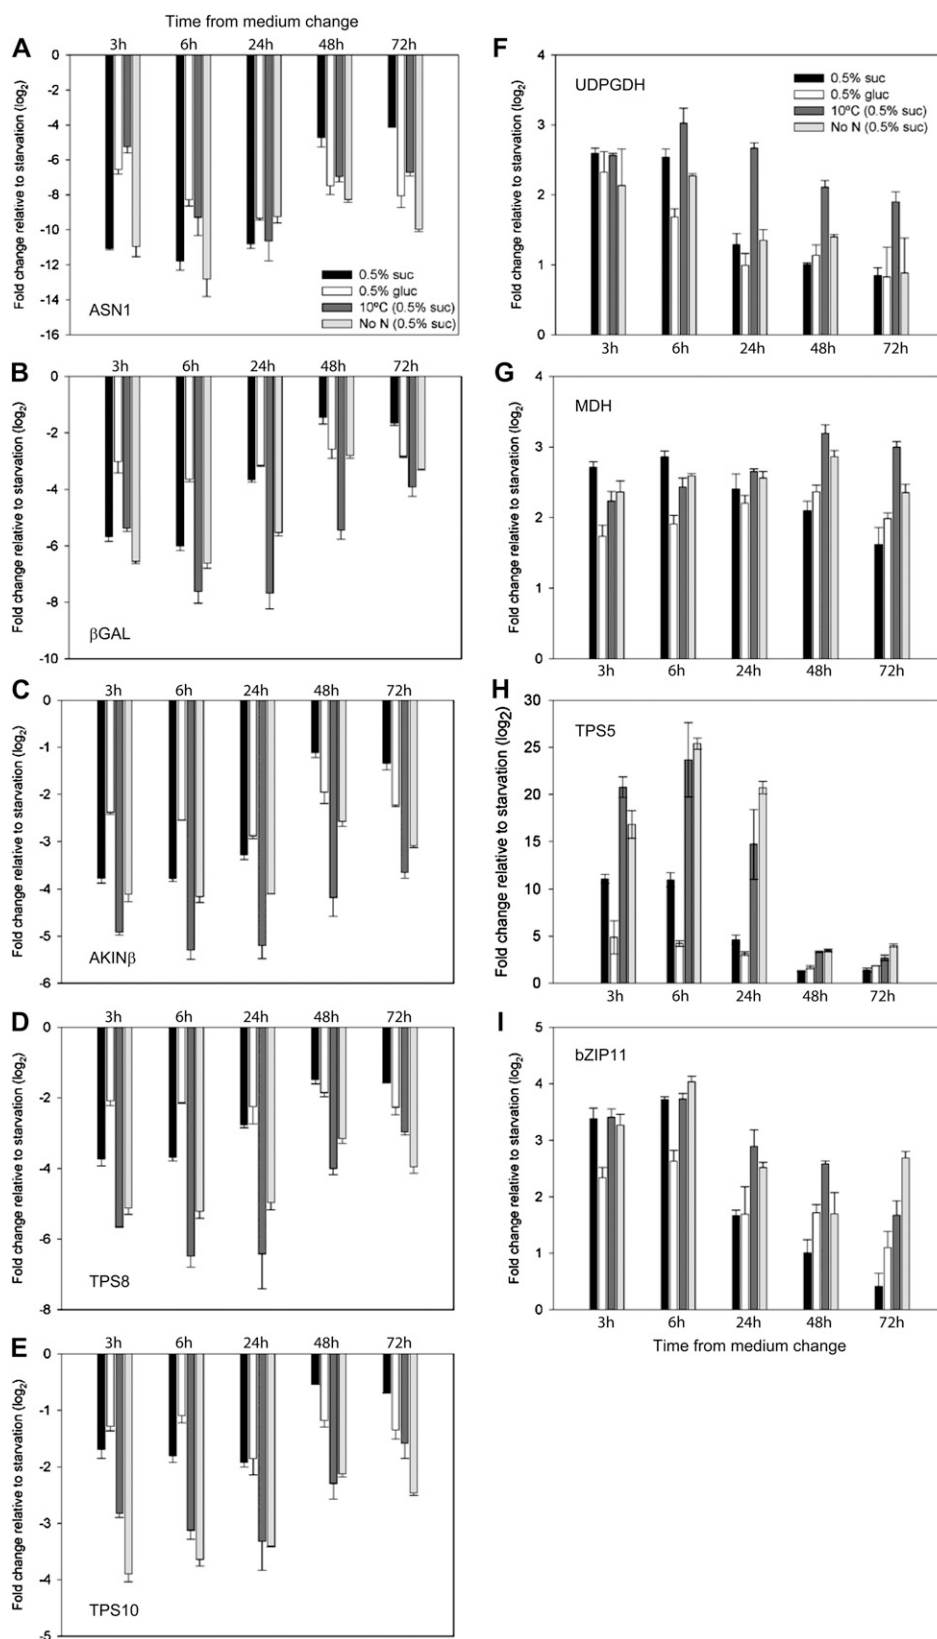 Time from medium change
A
3h 6h 24h 48h 72h
Fold change relative to starvation (log2)
0
-2
-4
-6
-8
-10
-12
-14
-16
0.5% suc
0.5% gluc
10ºC (0.5% suc)
No N (0.5% suc)
ASN1
B
3h 6h 24h 48h 72h
Fold change relative to starvation (log2)
0
-2
-4
-6
-8
-10
βGAL
C
3h 6h 24h 48h 72h
Fold change relative to starvation (log2)
0
-1
-2
-3
-4
-5
-6
AKINβ
D
3h 6h 24h 48h 72h
Fold change relative to starvation (log2)
0
-2
-4
-6
-8
TPS8
E
3h 6h 24h 48h 72h
Fold change relative to starvation (log2)
0
-1
-2
-3
-4
-5
TPS10
F
UDPGDH
0.5% suc
0.5% gluc
10ºC (0.5% suc)
No N (0.5% suc)
Fold change relative to starvation (log2)
4
3
2
1
0
3h 6h 24h 48h 72h
G
MDH
Fold change relative to starvation (log2)
4
3
2
1
0
3h 6h 24h 48h 72h
H
TPS5
Fold change relative to starvation (log2)
30
25
20
15
10
5
0
3h 6h 24h 48h 72h
I
bZIP11
Fold change relative to starvation (log2)
5
4
3
2
1
0
3h 6h 24h 48h 72h
Time from medium change